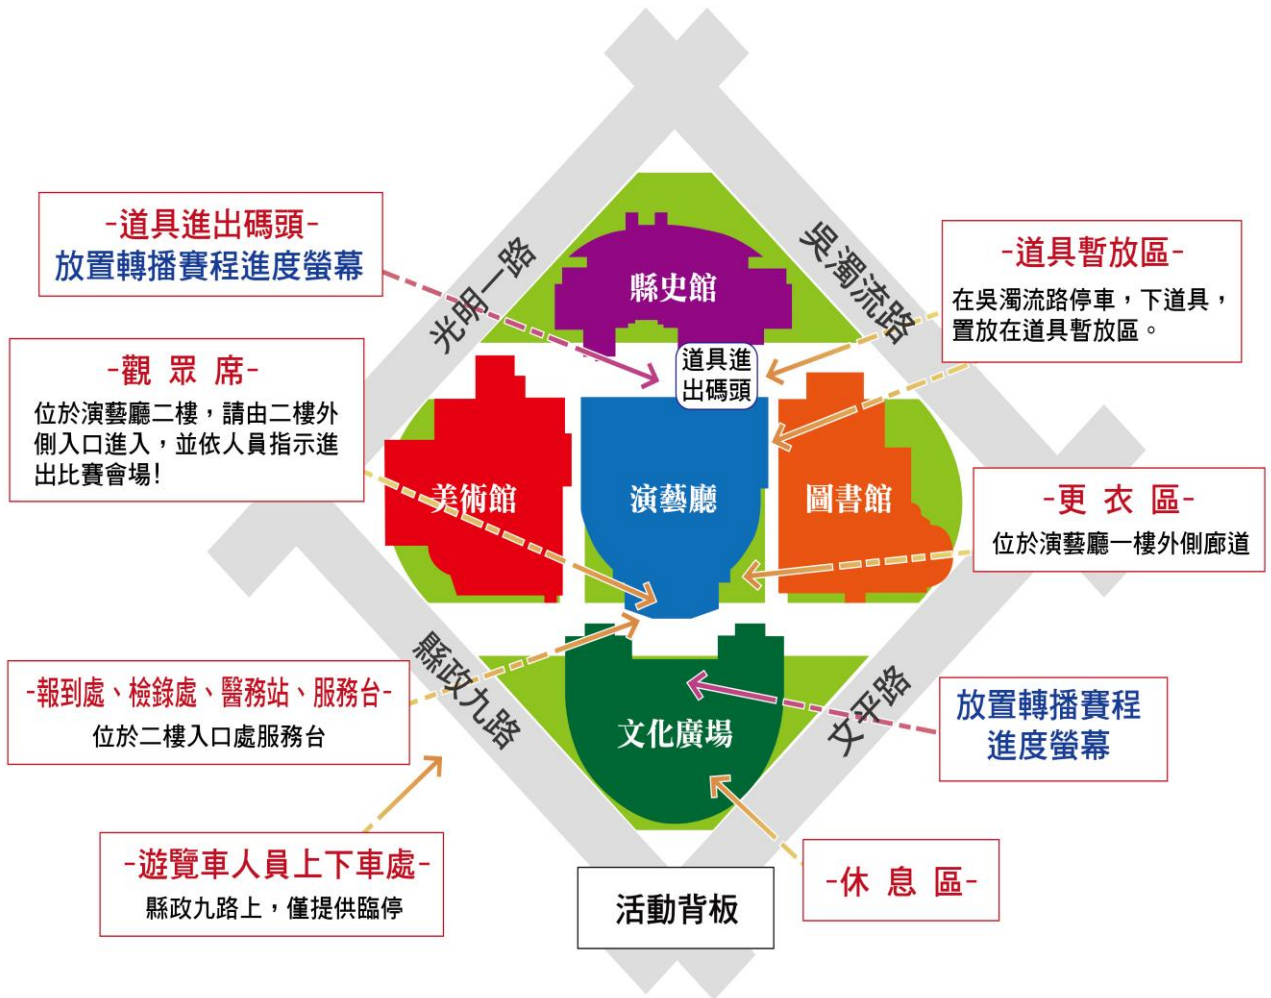 -道具進出碼頭-
放置轉播賽程進度螢幕
光明一路
吳濁流路
-道具暫放區-
在吳濁流路停車，下道具，
置放在道具暫放區。
縣史館
道具進
出碼頭
-觀 眾 席-
位於演藝廳二樓，請由二樓外
側入口進入，並依人員指示進
出比賽會場！
美術館
演藝廳
圖書館
-更 衣 區-
位於演藝廳一樓外側廊道
-報到處、檢錄處、醫務站、服務台-
位於二樓入口處服務台
縣政九路
文化廣場
文平路
放置轉播賽程
進度螢幕
-遊覽車人員上下車處-
縣政九路上，僅提供臨停
活動背板
-休 息 區-